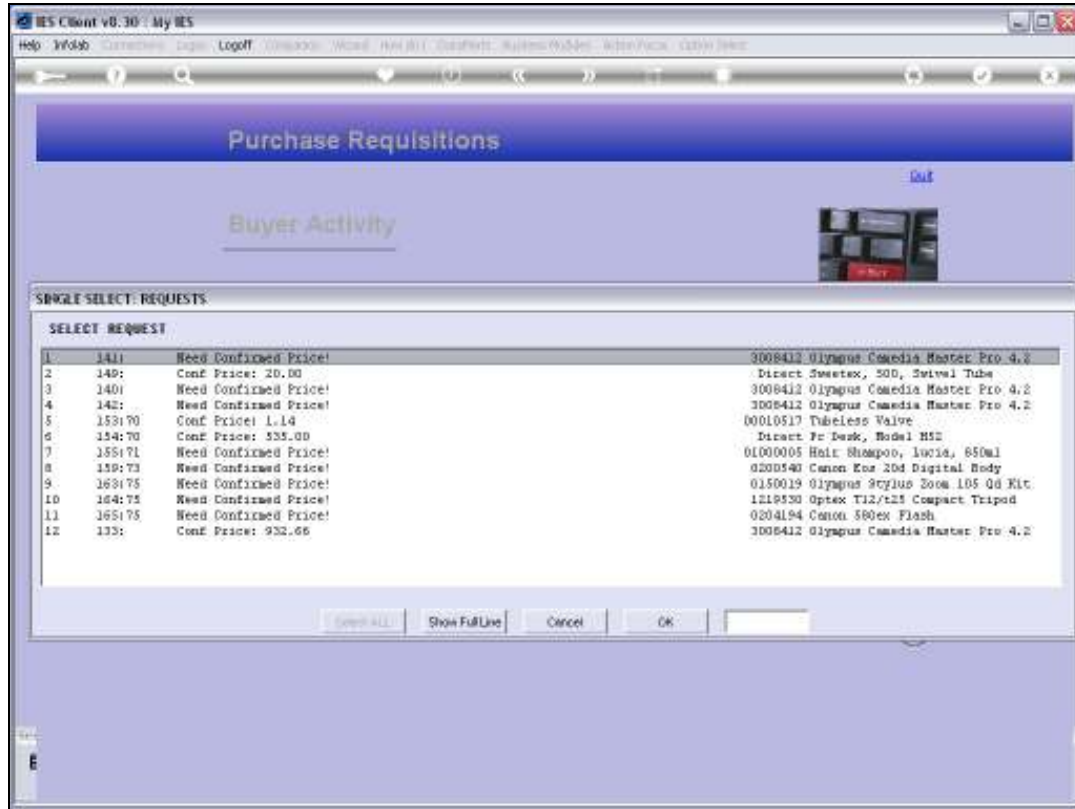 IES Client v8.30 : My IES
Help Infolab Logoff
Purchase Requisitions
Quit
Buyer Activity
Buy
SINGLE SELECT: REQUESTS
SELECT REQUEST
1 141: Need Confirmed Price! 3008412 Olympus Camedia Master Pro 4.2
2 149: Conf Price: 20.00 Direct Sweetex, 500, Swivel Tube
3 140: Need Confirmed Price! 3008412 Olympus Camedia Master Pro 4.2
4 142: Need Confirmed Price! 3008412 Olympus Camedia Master Pro 4.2
5 153:70 Conf Price: 1.14 00010517 Tubeless Valve
6 154:70 Conf Price: 535.00 Direct Pc Desk, Model H52
7 155:71 Need Confirmed Price! 01000005 Hair Shampoo, Lucia, 650ml
8 159:73 Need Confirmed Price! 0200540 Canon Eos 20d Digital Body
9 163:75 Need Confirmed Price! 0150019 Olympus Stylus Zoom 105 Qd Kit
10 164:75 Need Confirmed Price! 1219530 Optex T12/t25 Compact Tripod
11 165:75 Need Confirmed Price! 0204194 Canon 580ex Flash
12 133: Conf Price: 932.66 3008412 Olympus Camedia Master Pro 4.2
Select ALL Show Full Line Cancel OK